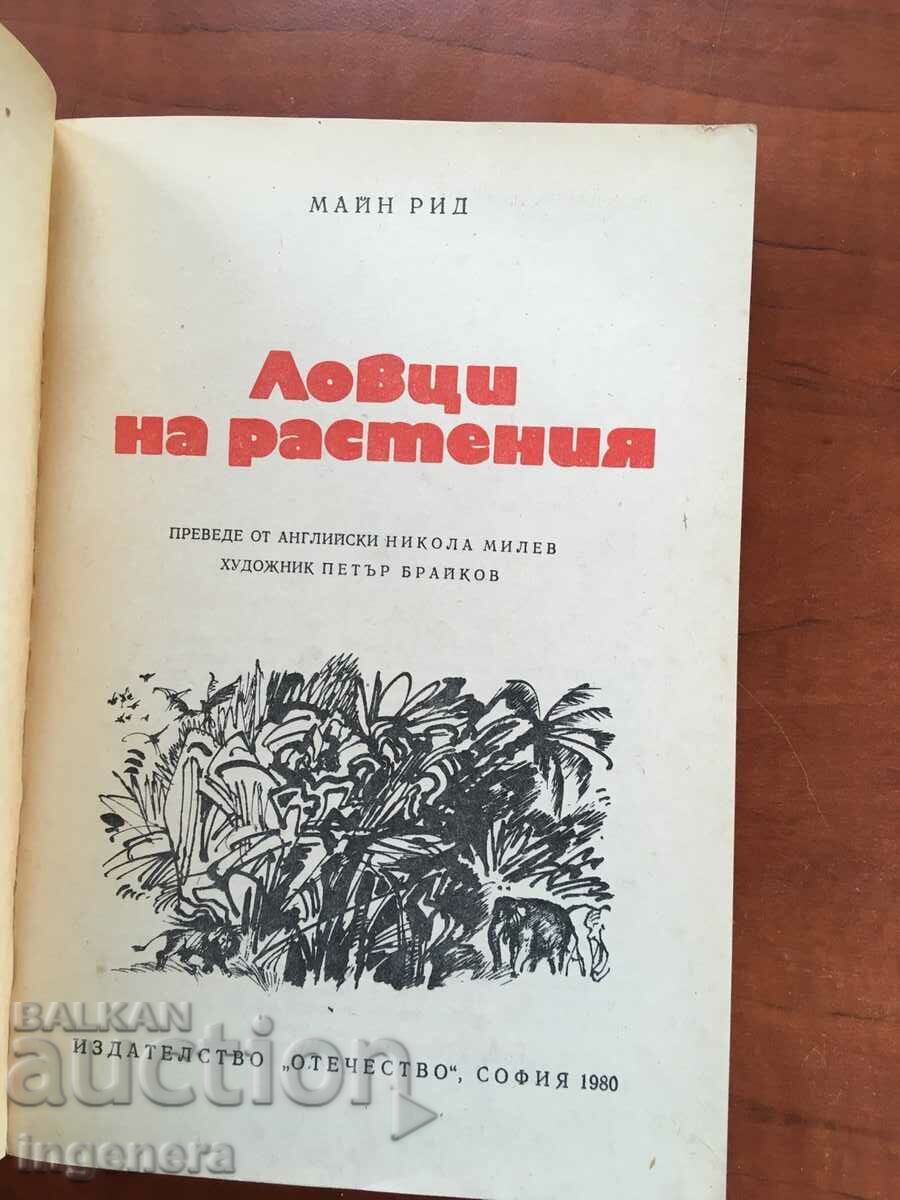 МАЙН РИД
Ловци
на растения
ПРЕВЕДЕ ОТ АНГЛИЙСКИ НИКОЛА МИЛЕВ
ХУДОЖНИК ПЕТЪР БРАЙКОВ
ИЗДАТЕЛСТВО „ОТЕЧЕСТВО“, СОФИЯ 1980
BALKAN
auction
ingenera